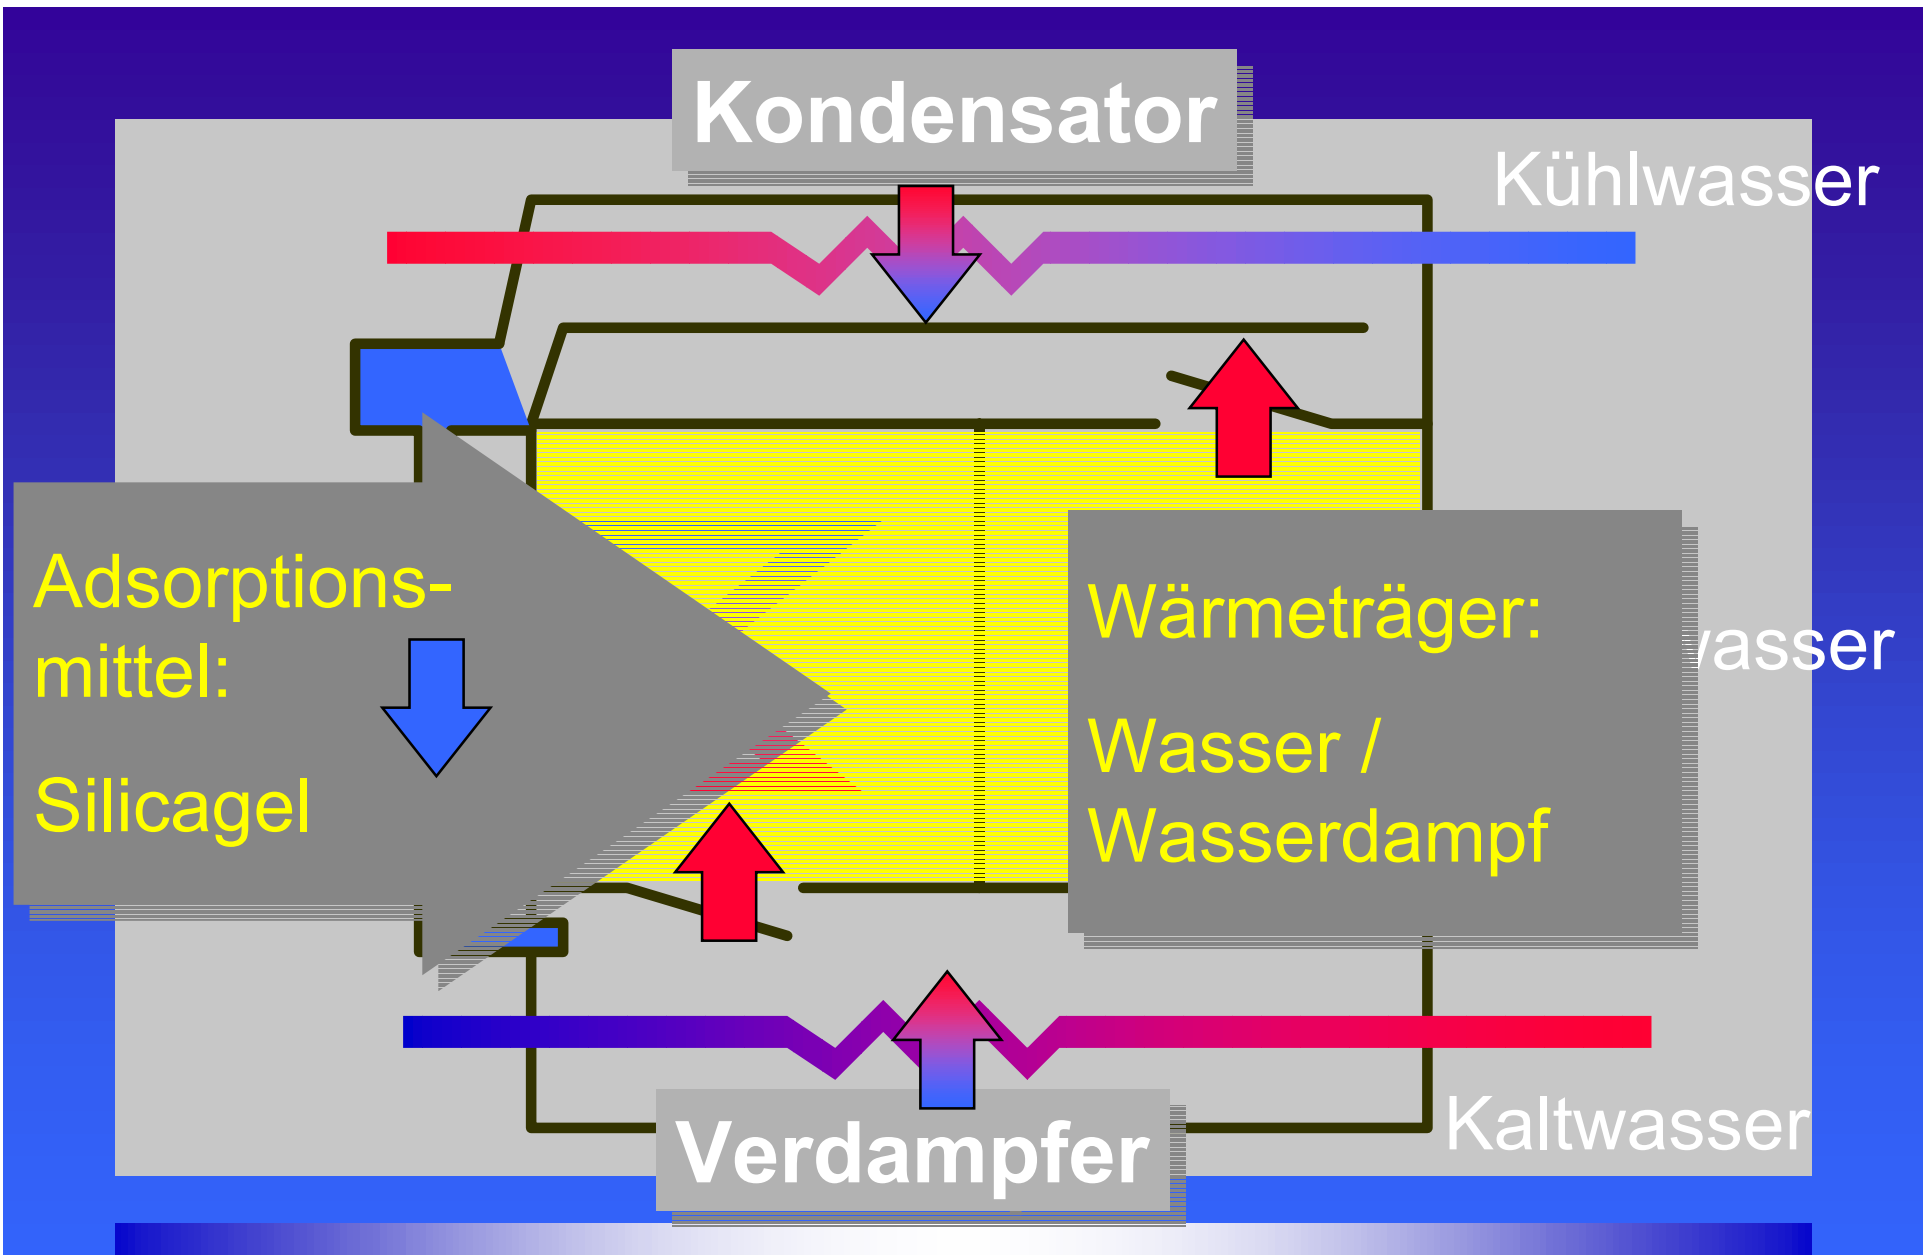 Kondensator
Kühlwasser
Adsorptions-
mittel:
Silicagel
Wärmeträger:
Wasser /
Wasserdampf
Kaltwasser
Verdampfer